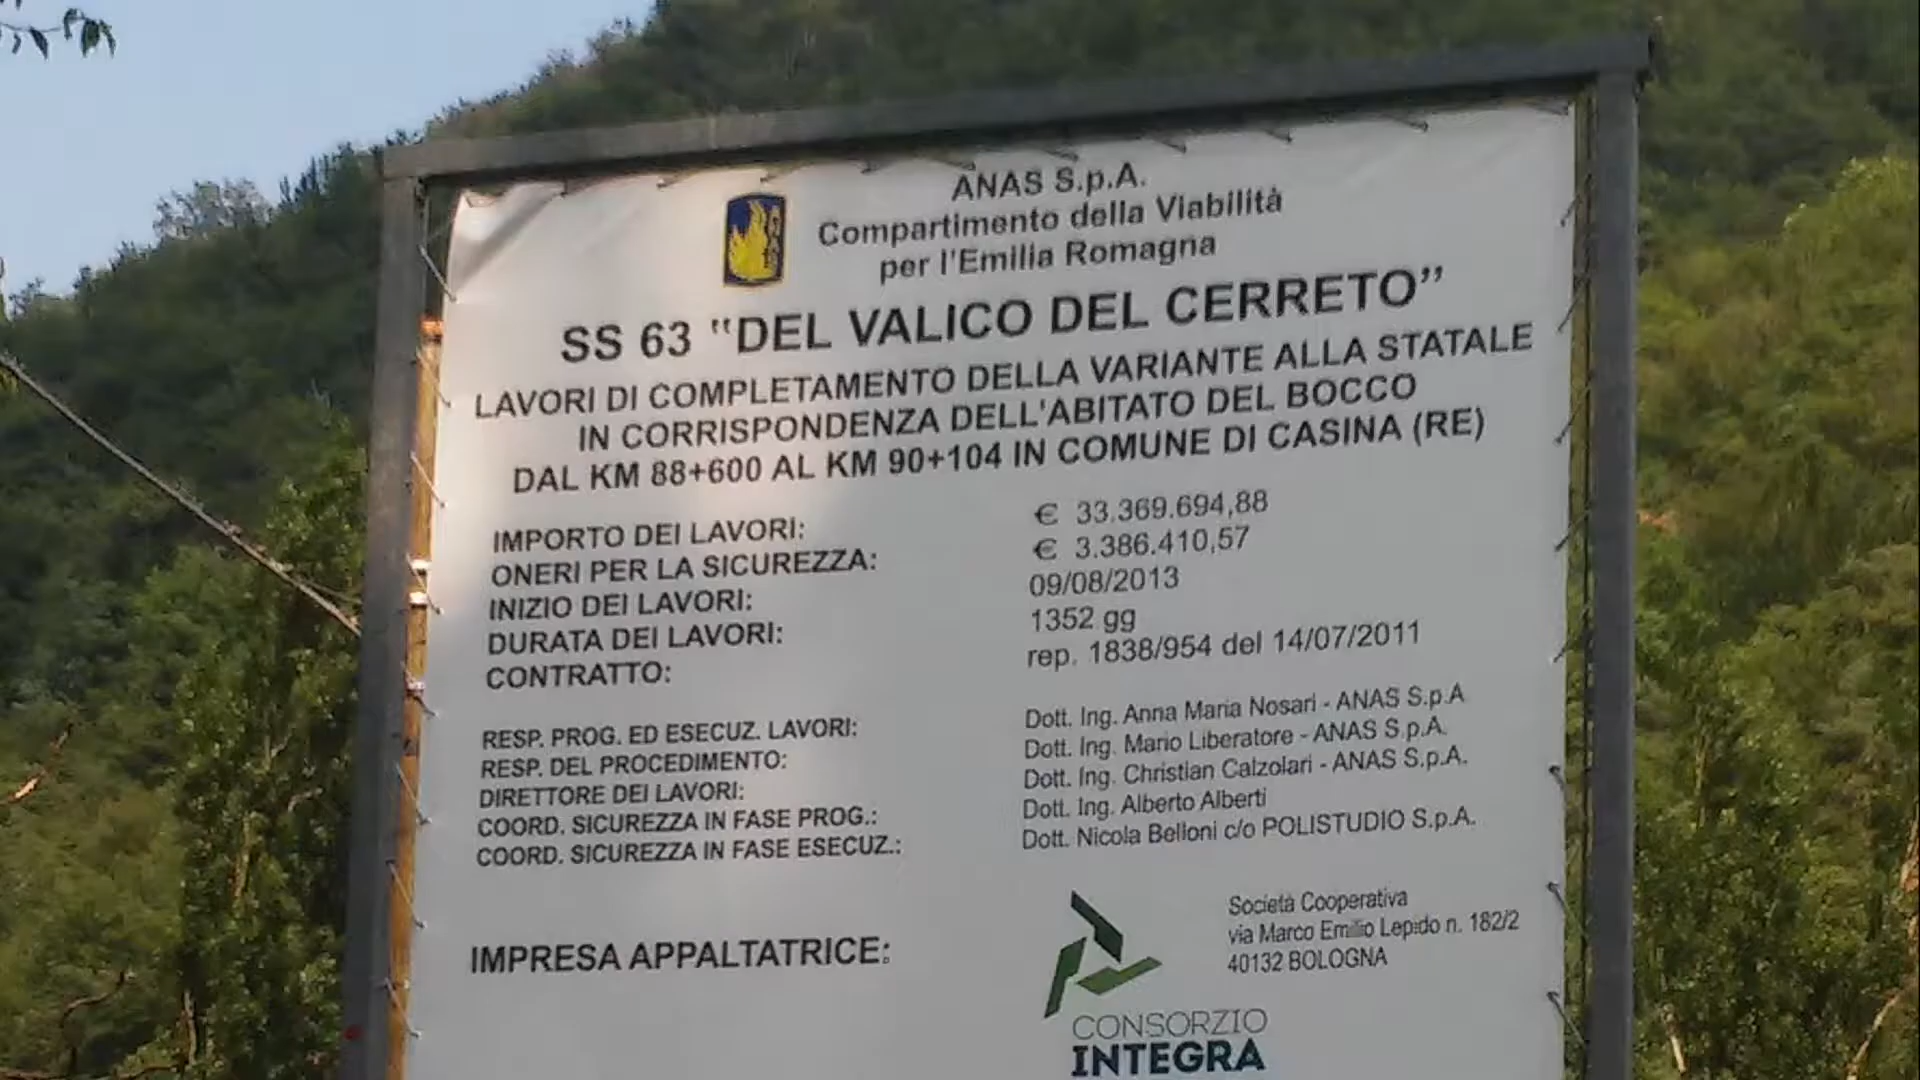 ANAS S.p.A.
Compartimento della Viabilità
per l'Emilia Romagna
SS 63 "DEL VALICO DEL CERRETO"
LAVORI DI COMPLETAMENTO DELLA VARIANTE ALLA STATALE
IN CORRISPONDENZA DELL'ABITATO DEL BOCCO
DAL KM 88+600 AL KM 90+104 IN COMUNE DI CASINA (RE)
IMPORTO DEI LAVORI: € 33.369.694,88
ONERI PER LA SICUREZZA: € 3.386.410,57
INIZIO DEI LAVORI: 09/08/2013
DURATA DEI LAVORI: 1352 gg
CONTRATTO: rep. 1838/954 del 14/07/2011
RESP. PROG. ED ESECUZ. LAVORI: Dott. Ing. Anna Maria Nosari - ANAS S.p.A
RESP. DEL PROCEDIMENTO: Dott. Ing. Mario Liberatore - ANAS S.p.A.
DIRETTORE DEI LAVORI: Dott. Ing. Christian Calzolari - ANAS S.p.A.
COORD. SICUREZZA IN FASE PROG.: Dott. Ing. Alberto Alberti
COORD. SICUREZZA IN FASE ESECUZ.: Dott. Nicola Belloni c/o POLISTUDIO S.p.A.
IMPRESA APPALTATRICE:
Società Cooperativa
via Marco Emilio Lepido n. 182/2
40132 BOLOGNA
CONSORZIO
INTEGRA